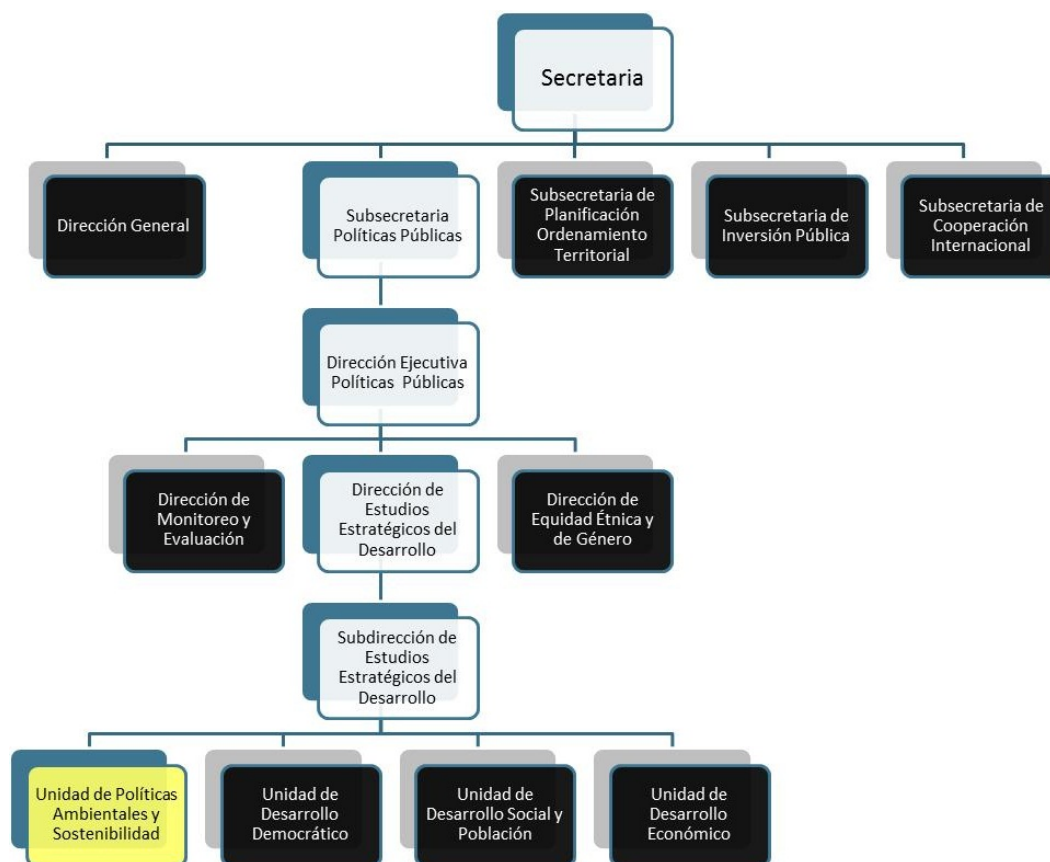 Secretaria
Dirección General
Subsecretaria
Políticas Públicas
Subsecretaria de
Planificación
Ordenamiento
Territorial
Subsecretaria de
Inversión Pública
Subsecretaria de
Cooperación
Internacional
Dirección Ejecutiva
Políticas Públicas
Dirección de
Monitoreo y
Evaluación
Dirección de
Estudios
Estratégicos del
Desarrollo
Dirección de
Equidad Étnica y
de Género
Subdirección de
Estudios
Estratégicos del
Desarrollo
Unidad de Políticas
Ambientales y
Sostenibilidad
Unidad de
Desarrollo
Democrático
Unidad de
Desarrollo Social y
Población
Unidad de
Desarrollo
Económico